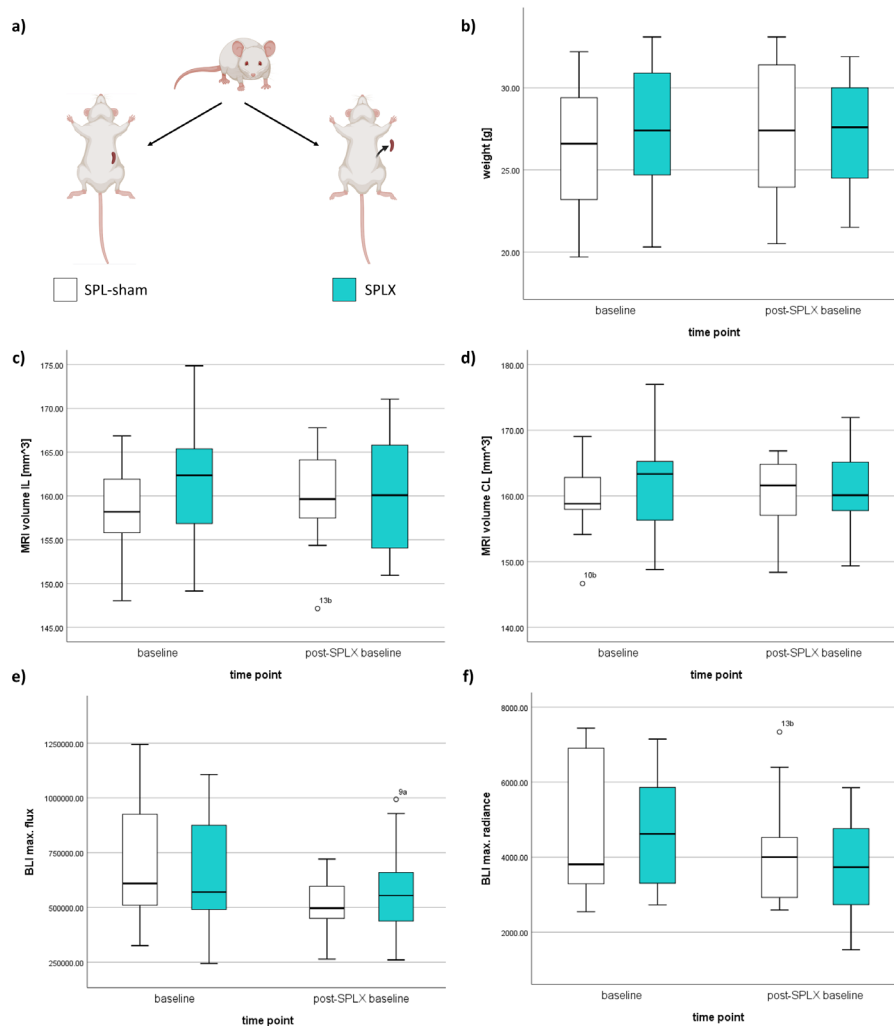 a)
SPL-sham
SPLX
b)
weight [g]
30.00
25.00
20.00
baseline
post-SPLX baseline
time point
c)
MRI volume IL [mm^3]
175.00
170.00
165.00
160.00
155.00
150.00
145.00
13b
baseline
post-SPLX baseline
time point
d)
MRI volume CL [mm^3]
180.00
170.00
160.00
150.00
140.00
10b
baseline
post-SPLX baseline
time point
e)
BLI max. flux
1250000.00
1000000.00
750000.00
500000.00
250000.00
9a
baseline
post-SPLX baseline
time point
f)
BLI max. radiance
8000.00
6000.00
4000.00
2000.00
13b
baseline
post-SPLX baseline
time point